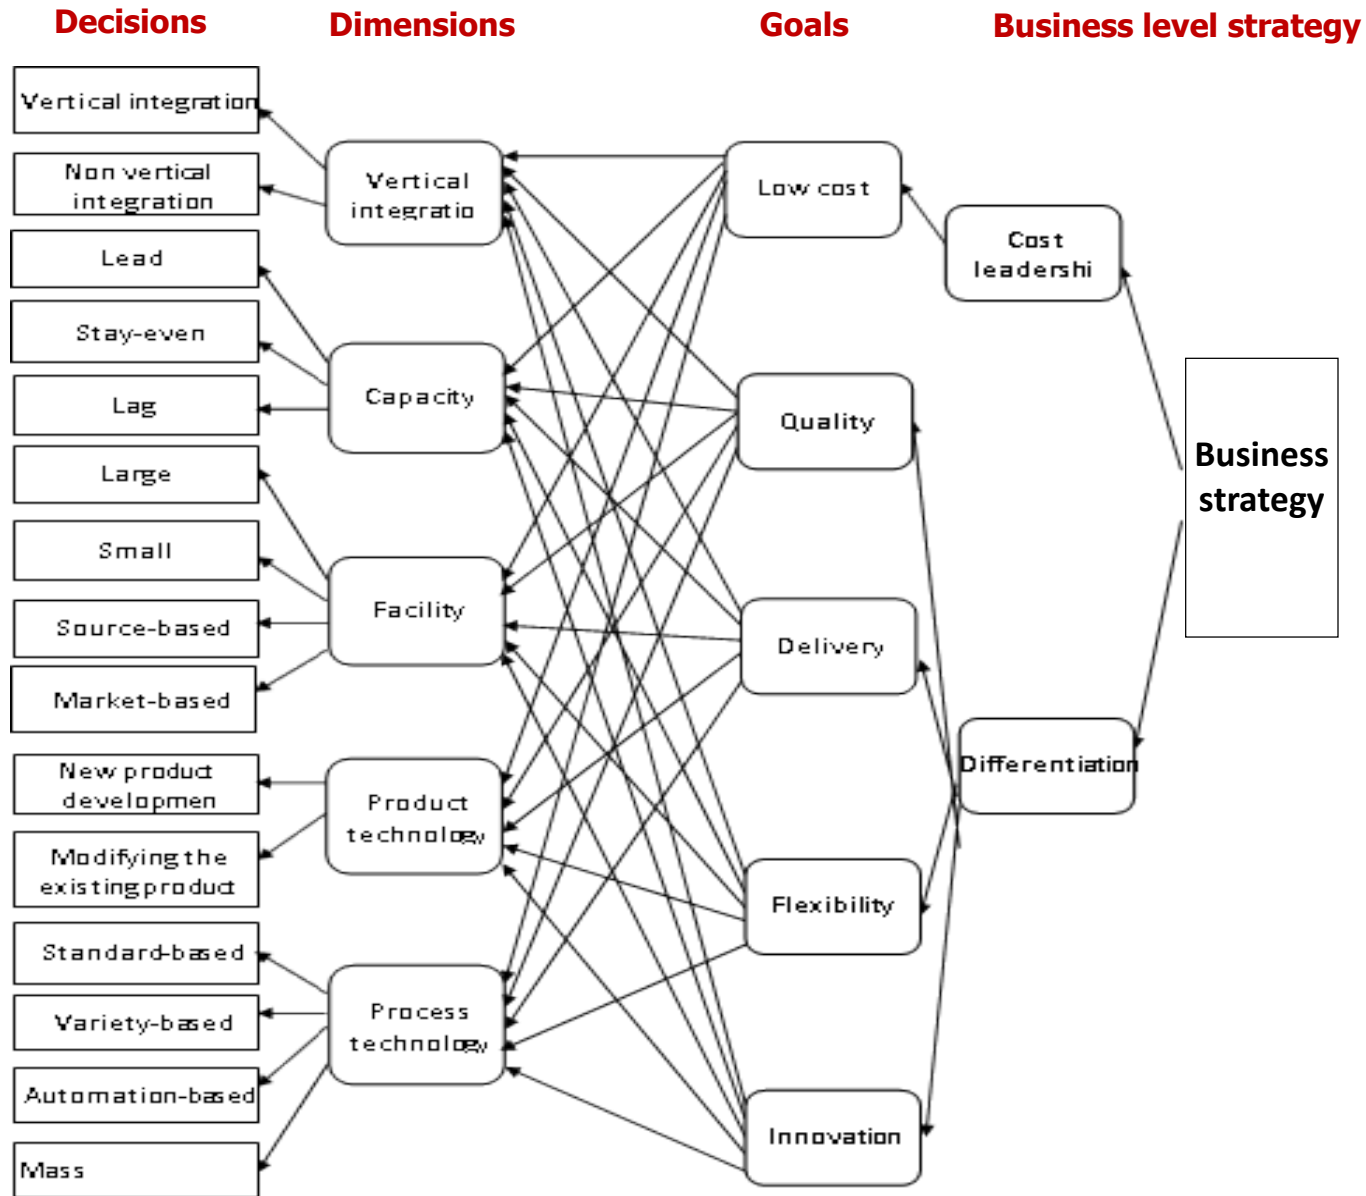 Decisions
Dimensions
Goals
Business level strategy
Vertical integration
Non vertical
integration
Lead
Stay-even
Lag
Large
Small
Source-based
Market-based
New product
developmen
Modifying the
existing product
Standard-based
Variety-based
Automation-based
Mass
Vertical
integratio
Capacity
Facility
Product
technology
Process
technology
Low cost
Quality
Delivery
Flexibility
Innovation
Cost
leadershi
Differentiation
Business
strategy